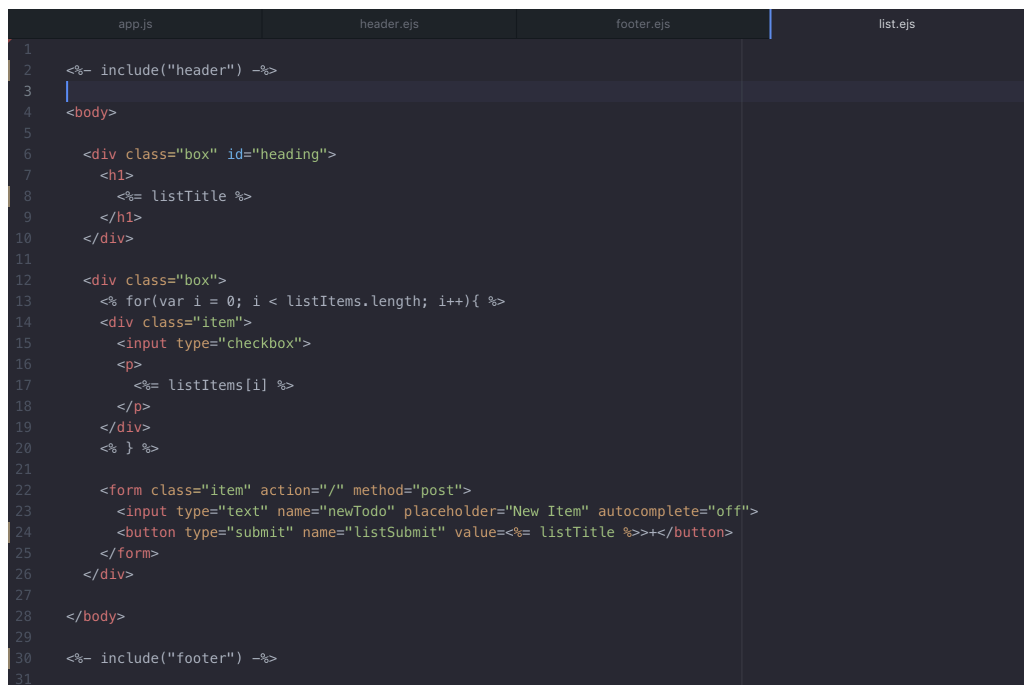 app.js header.ejs footer.ejs list.ejs
1
2 <%- include("header") -%>
3
4 <body>
5
6 <div class="box" id="heading">
7 <h1>
8 <%= listTitle %>
9 </h1>
10 </div>
11
12 <div class="box">
13 <% for(var i = 0; i < listItems.length; i++){ %>
14 <div class="item">
15 <input type="checkbox">
16 <p>
17 <%= listItems[i] %>
18 </p>
19 </div>
20 <% } %>
21
22 <form class="item" action="/" method="post">
23 <input type="text" name="newTodo" placeholder="New Item" autocomplete="off">
24 <button type="submit" name="listSubmit" value=<%= listTitle %>>+</button>
25 </form>
26 </div>
27
28 </body>
29
30 <%- include("footer") -%>
31